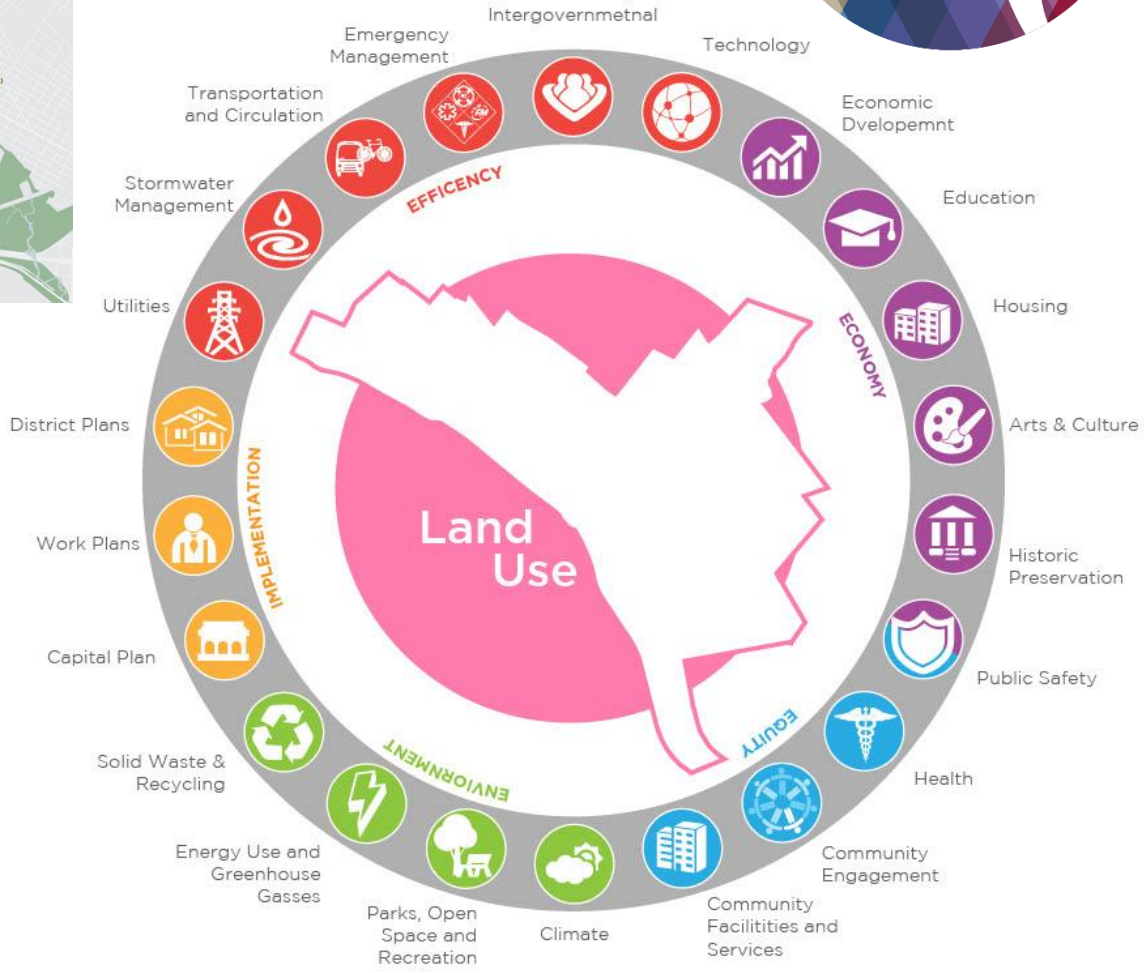 Intergovernmetnal
Technology
Economic
Dvelopemnt
Education
Housing
Arts & Culture
Historic
Preservation
Public Safety
Health
Community
Engagement
Community
Facilitities and
Services
Climate
Parks, Open
Space and
Recreation
Energy Use and
Greenhouse
Gasses
Solid Waste &
Recycling
Capital Plan
Work Plans
District Plans
Utilities
Stormwater
Management
Transportation
and Circulation
Emergency
Management
EFFICENCY
ECONOMY
EQUITY
ENVIORNMENT
IMPLEMENTATION
Land
Use
FM